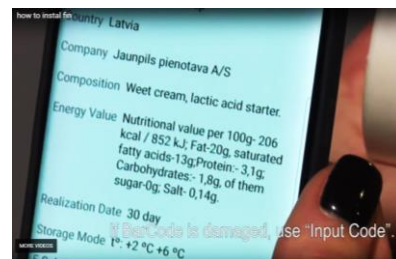 how to instal fin
Country Latvia
Company Jaunpils pienotava A/S
Composition Weet cream, lactic acid starter.
Energy Value Nutritional value per 100g- 206
kcal / 852 kJ; Fat-20g, saturated
fatty acids-13g;Protein:- 3,1g;
Carbohydrates:- 1,8g, of them
sugar-0g; Salt- 0,14g.
Realization Date 30 day
If BarCode is damaged, use “Input Code”.
Storage Mode t°: +2 °C +6 °C
MORE VIDEOS